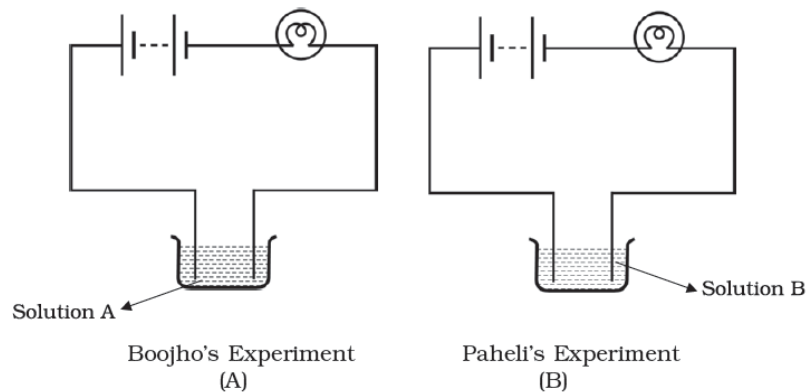 Solution A
Solution B
Boojho's Experiment
(A)
Paheli's Experiment
(B)